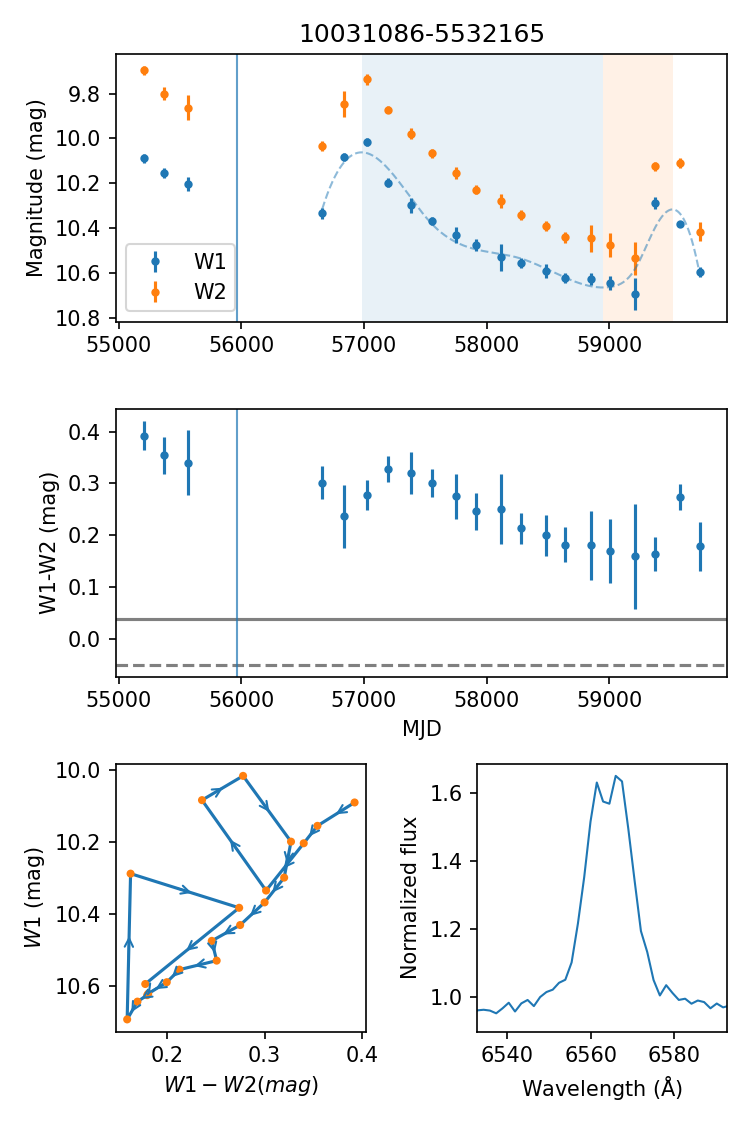 10031086-5532165
Magnitude (mag)
9.8
10.0
10.2
10.4
10.6
10.8
W1
W2
55000 56000 57000 58000 59000
W1-W2 (mag)
0.4
0.3
0.2
0.1
0.0
55000 56000 57000 58000 59000
MJD
W1 (mag)
10.0
10.2
10.4
10.6
0.2 0.3 0.4
W1 − W2(mag)
Normalized flux
1.6
1.4
1.2
1.0
6540 6560 6580
Wavelength (Å)